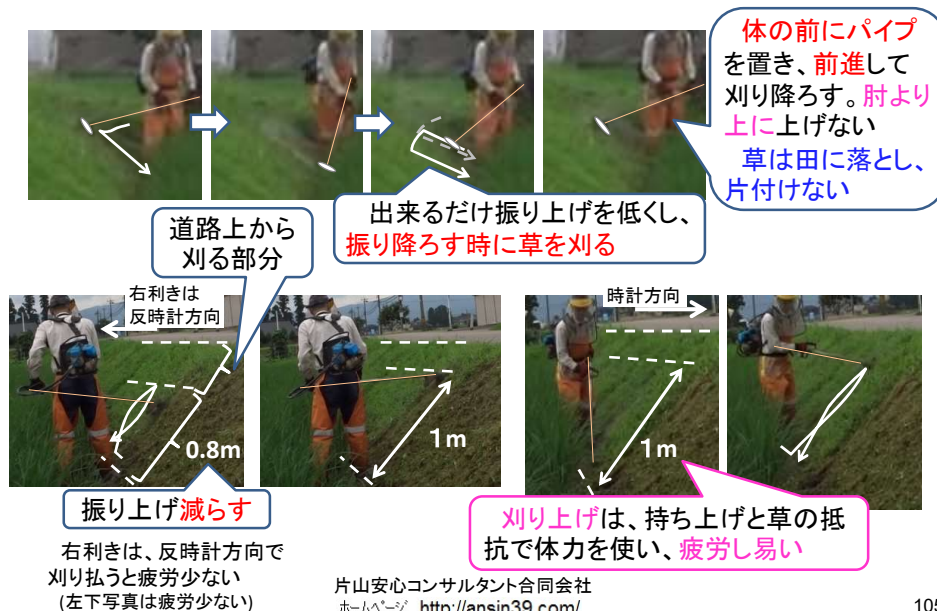 体の前にパイプ
を置き、前進して
刈り降ろす。肘より
上に上げない
草は田に落とし、
片付けない
出来るだけ振り上げを低くし、
振り降ろす時に草を刈る
道路上から
刈る部分
右利きは
反時計方向
時計方向
0.8m
1m
1m
振り上げ減らす
刈り上げは、持ち上げと草の抵
抗で体力を使い、疲労し易い
右利きは、反時計方向で
刈り払うと疲労少ない
(左下写真は疲労少ない)
片山安心コンサルタント合同会社
ホームページ http://ansin39.com/
105